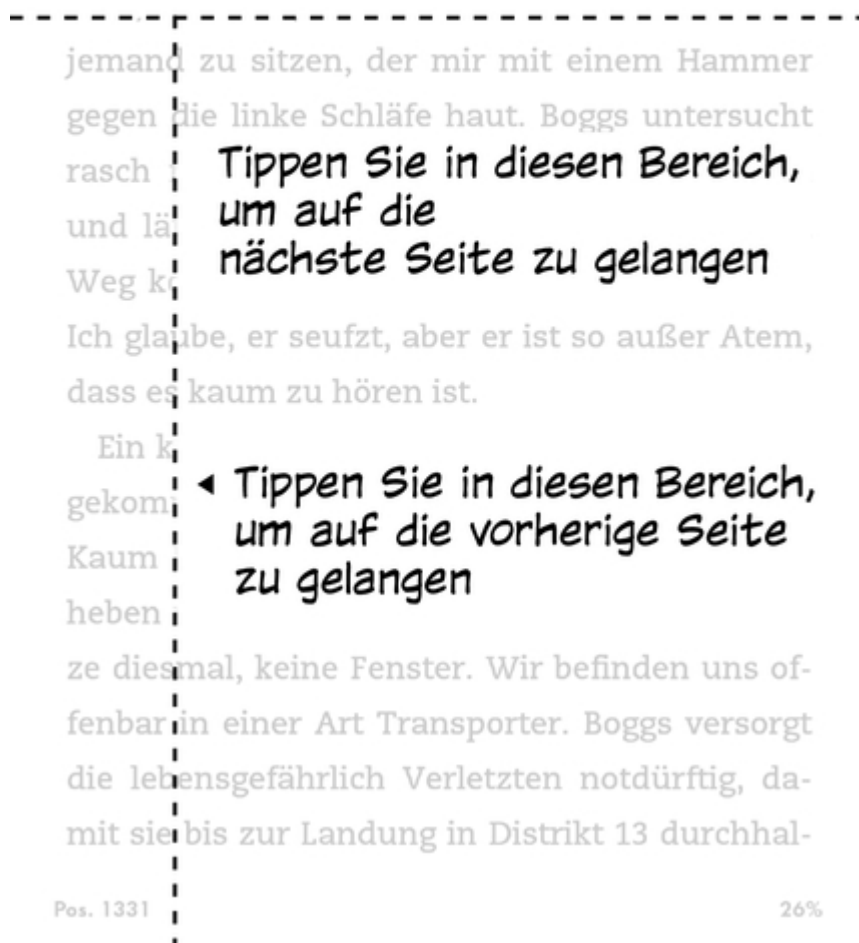 jemand zu sitzen, der mir mit einem Hammer
gegen die linke Schläfe haut. Boggs untersucht
rasch
Tippen Sie in diesen Bereich,
und lä
um auf die
nächste Seite zu gelangen
Weg
Ich glaube, er seufzt, aber er ist so außer Atem,
dass es kaum zu hören ist.
Ein
Tippen Sie in diesen Bereich,
gekom
um auf die vorherige Seite
Kaum
zu gelangen
heben
ze diesmal, keine Fenster. Wir befinden uns of-
fenbar in einer Art Transporter. Boggs versorgt
die lebensgefährlich Verletzten notdürftig, da-
mit sie bis zur Landung in Distrikt 13 durchhal-
Pos. 1331 26%